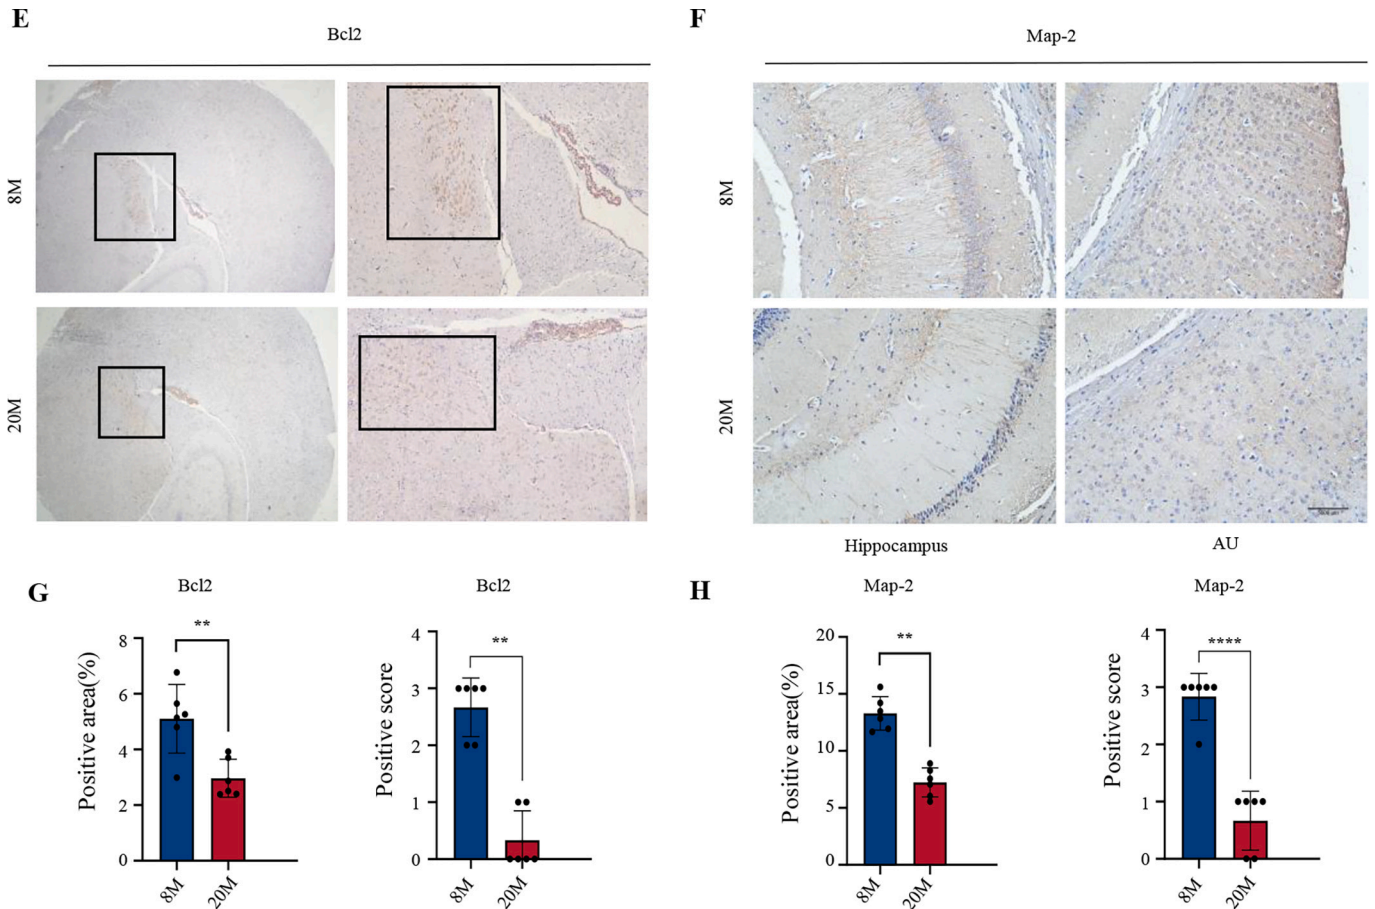 E
Bcl2
8M
20M
F
Map-2
8M
20M
Hippocampus
AU
G
Bcl2
**
Positive area(%)
8
6
4
2
0
8M
20M
Bcl2
**
Positive score
4
3
2
1
0
8M
20M
H
Map-2
**
Positive area(%)
20
15
10
5
0
8M
20M
Map-2
****
Positive score
4
3
2
1
0
8M
20M